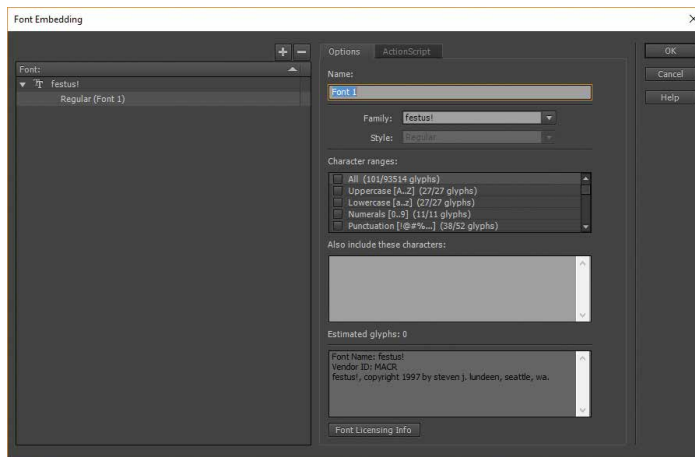 Font Embedding
Options
ActionScript
OK
Cancel
Help
Font:
festus!
Regular (Font 1)
Name:
Font 1
Family: festus!
Style: Regular
Character ranges:
All (101/93514 glyphs)
Uppercase [A..Z] (27/27 glyphs)
Lowercase [a..z] (27/27 glyphs)
Numerals [0..9] (11/11 glyphs)
Punctuation [!@#%...] (38/52 glyphs)
Also include these characters:
Estimated glyphs: 0
Font Name: festus!
Vendor ID: MACR
festus!, copyright 1997 by steven j. lundeen, seattle, wa.
Font Licensing Info